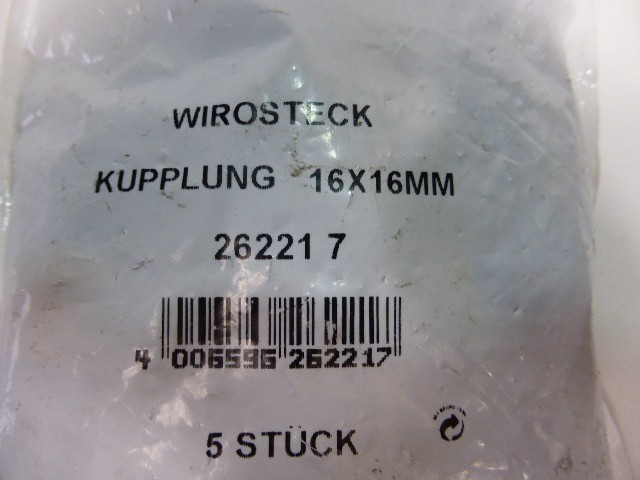 WIROSTECK
KUPPLUNG 16X16MM
26221 7
4 006596 262217
5 STÜCK